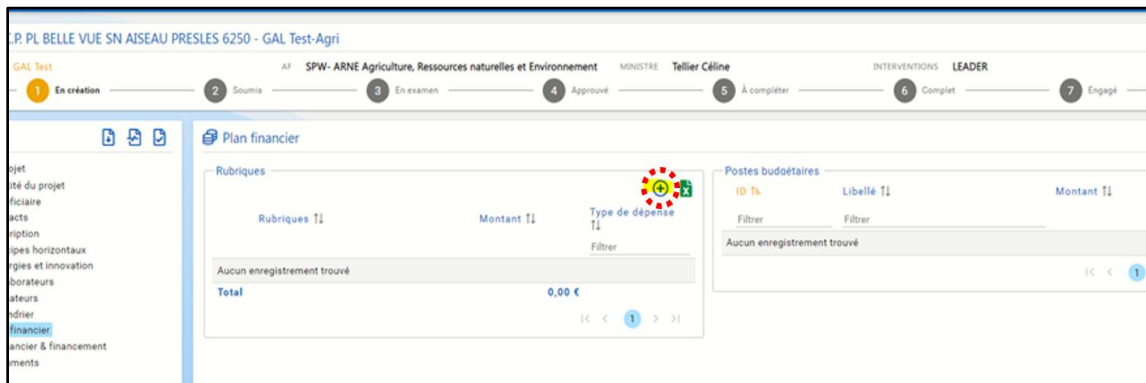 C.P. PL BELLE VUE SN AISEAU PRESLES 6250 - GAL Test-Agri
GAL Test AF SPW- ARNE Agriculture, Ressources naturelles et Environnement MINISTRE Tellier Céline INTERVENTIONS LEADER
1 En création 2 Soumis 3 En examen 4 Approuvé 5 À compléter 6 Complet 7 Engagé
ojet
ité du projet
ficiaire
acts
ription
ipes horizontaux
rgies et innovation
borateurs
ateurs
ndrier
financier
ancier & financement
ments
Plan financier
Rubriques
Rubriques Montant Type de dépense
Filtrer
Aucun enregistrement trouvé
Total 0,00 €
1
Postes budgétaires
ID Libellé Montant
Filtrer Filtrer
Aucun enregistrement trouvé
1